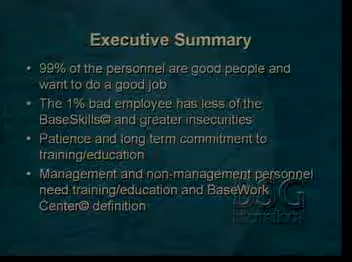 Executive Summary
• 99% of the personnel are good people and
want to do a good job
• The 1% bad employee has less of the
BaseSkills© and greater insecurities
• Patience and long term commitment to
training/education
• Management and non-management personnel
need training/education and BaseWork
Center© definition